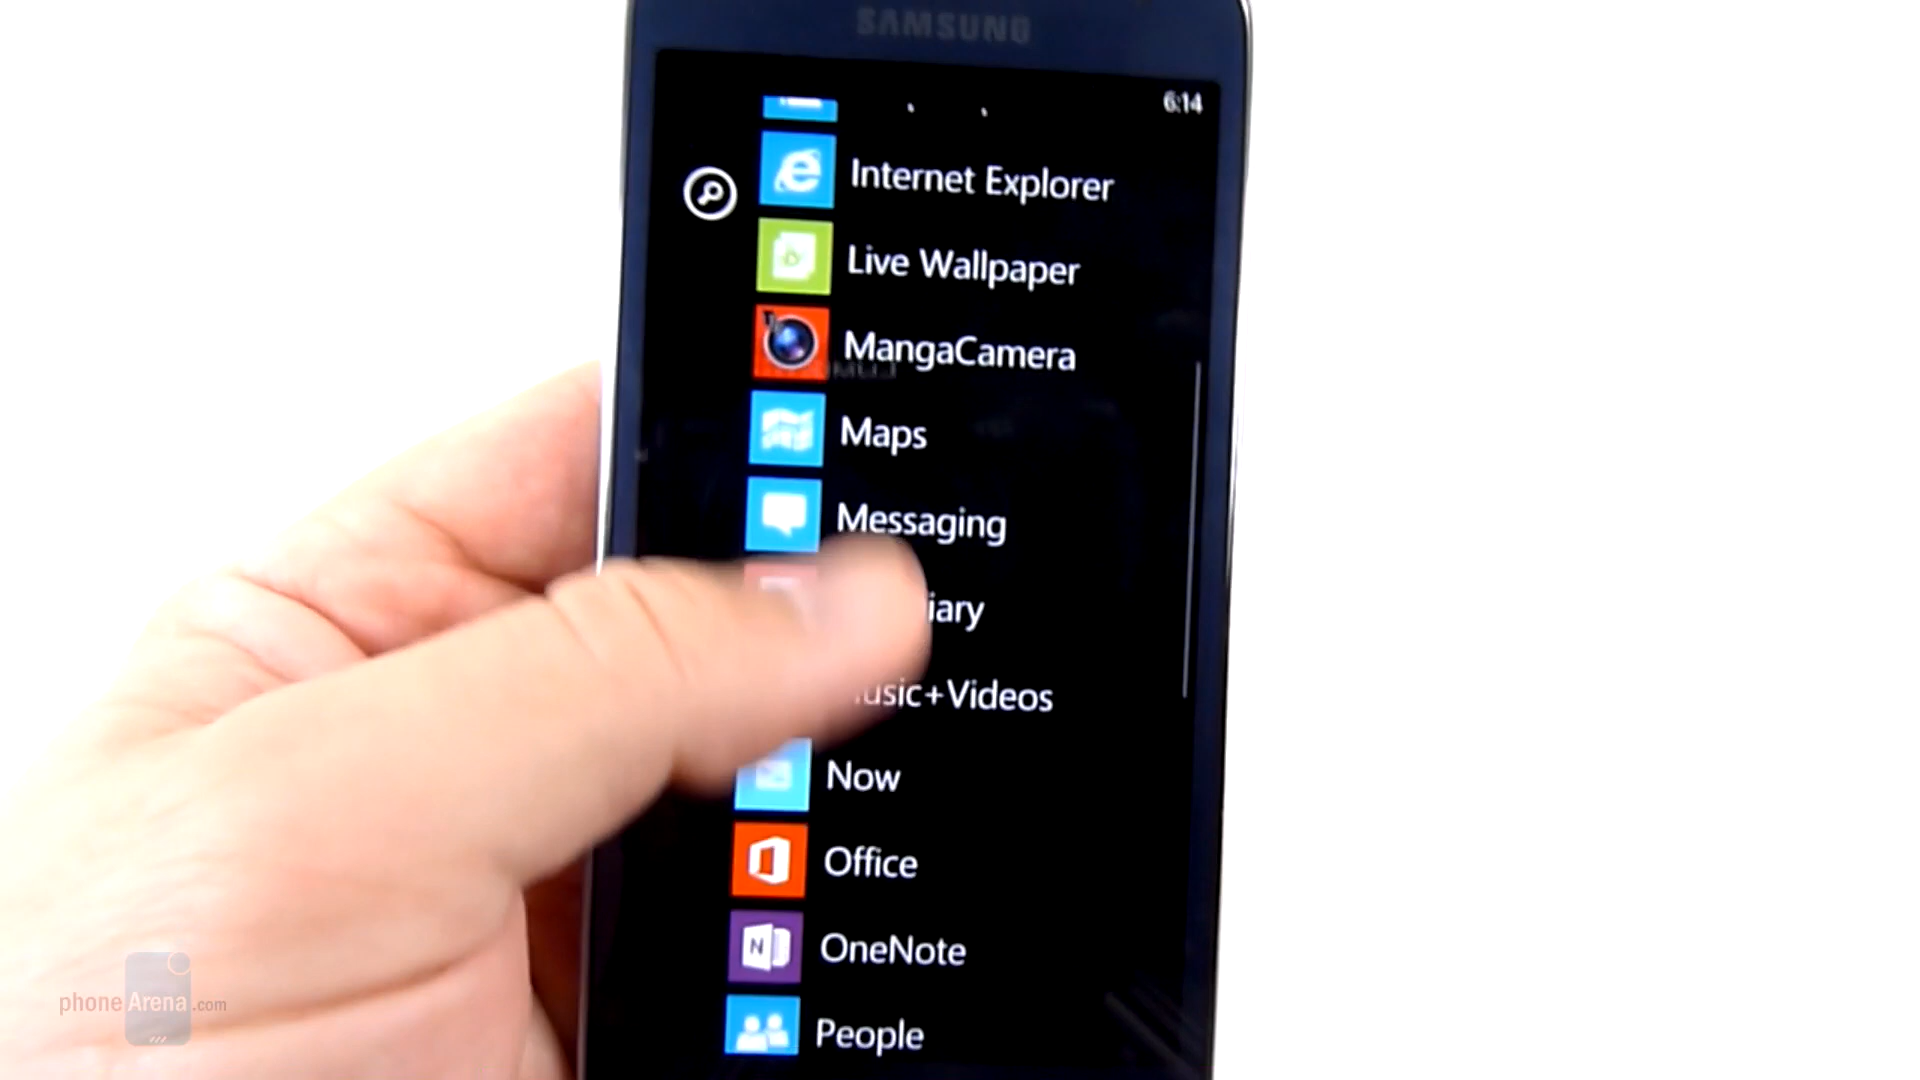 SAMSUNG
6:14
Internet Explorer
Live Wallpaper
MangaCamera
Maps
Messaging
iary
usic+Videos
Now
Office
N
OneNote
People
phoneArena.com